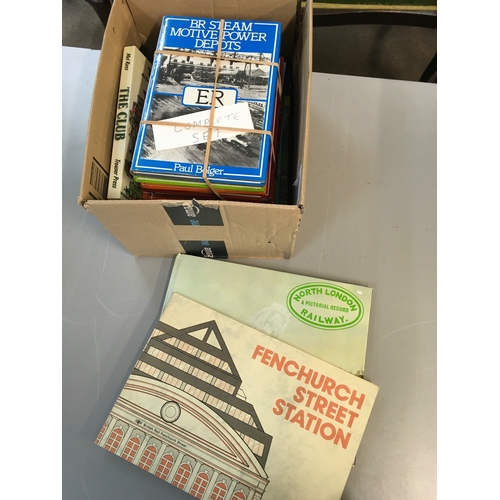 BR STEAM
MOTIVE POWER
DEPOTS
ER
COMPLETE
SET
Paul Bolger
THE CLUB
NORTH LONDON
A PICTORIAL RECORD
RAILWAY.
FENCHURCH
STREET
STATION